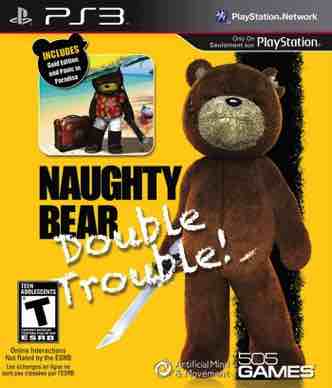 PS3
PlayStation Network
Only On
Seulement sur PlayStation
INCLUDES
Gold Edition
and Panic in
Paradise
NAUGHTY
BEAR
Double
Trouble!
TEEN
ADOLESCENTS
T
ESRB
Online Interactions
Not Rated by the ESRB
Les échanges en ligne ne
sont pas classés par l'ESRB
Artificial Mind
& Movement
505
GAMES